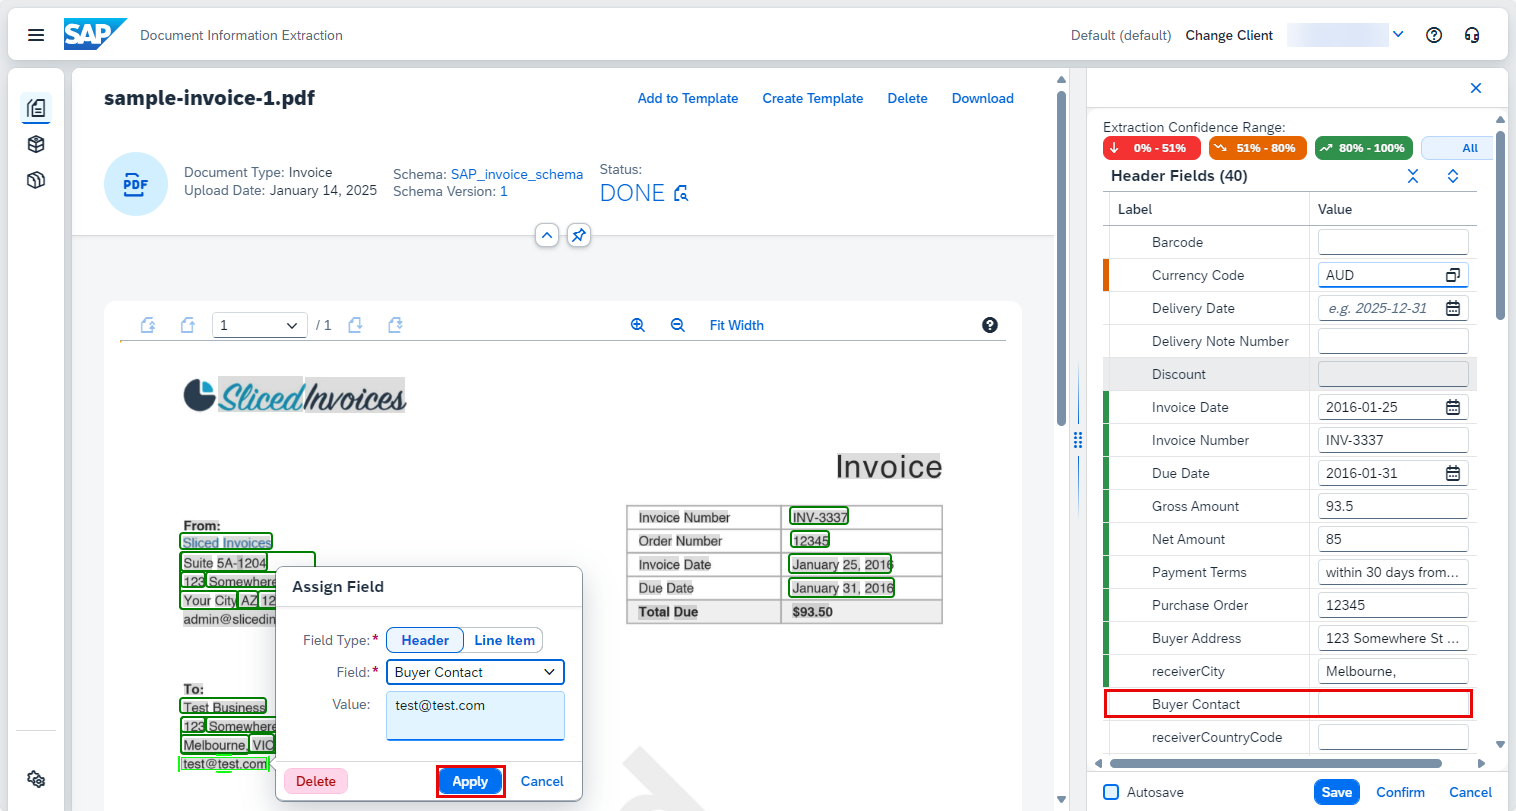 SAP Document Information Extraction
Default (default) Change Client
sample-invoice-1.pdf
Add to Template Create Template Delete Download
PDF
Document Type: Invoice
Upload Date: January 14, 2025
Schema: SAP_invoice_schema
Schema Version: 1
Status:
DONE
1 / 1
Fit Width
Sliced Invoices
Invoice
Invoice Number INV-3337
Order Number 12345
Invoice Date January 25, 2016
Due Date January 31, 2016
Total Due $93.50
From:
Sliced Invoices
Suite 5A-1204
123 Somewhere
Your City AZ 12
admin@slicedin
To:
Test Business
123 Somewhere
Melbourne, VIC
test@test.com
Assign Field
Field Type:* Header Line Item
Field:* Buyer Contact
Value: test@test.com
Delete Apply Cancel
Extraction Confidence Range:
0% - 51% 51% - 80% 80% - 100% All
Header Fields (40)
Label Value
Barcode
Currency Code AUD
Delivery Date e.g. 2025-12-31
Delivery Note Number
Discount
Invoice Date 2016-01-25
Invoice Number INV-3337
Due Date 2016-01-31
Gross Amount 93.5
Net Amount 85
Payment Terms within 30 days from...
Purchase Order 12345
Buyer Address 123 Somewhere St ...
receiverCity Melbourne,
Buyer Contact
receiverCountryCode
Autosave Save Confirm Cancel